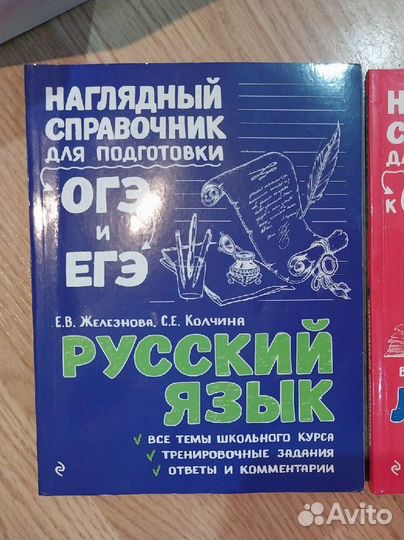 НАГЛЯДНЫЙ
СПРАВОЧНИК
ДЛЯ ПОДГОТОВКИ
К ОГЭ
И
ЕГЭ
Е.В. ЖЕЛЕЗНОВА, С.Е. КОЛЧИНА
РУССКИЙ
ЯЗЫК
ВСЕ ТЕМЫ ШКОЛЬНОГО КУРСА
ТРЕНИРОВОЧНЫЕ ЗАДАНИЯ
ОТВЕТЫ И КОММЕНТАРИИ
Н
С
К
Avito